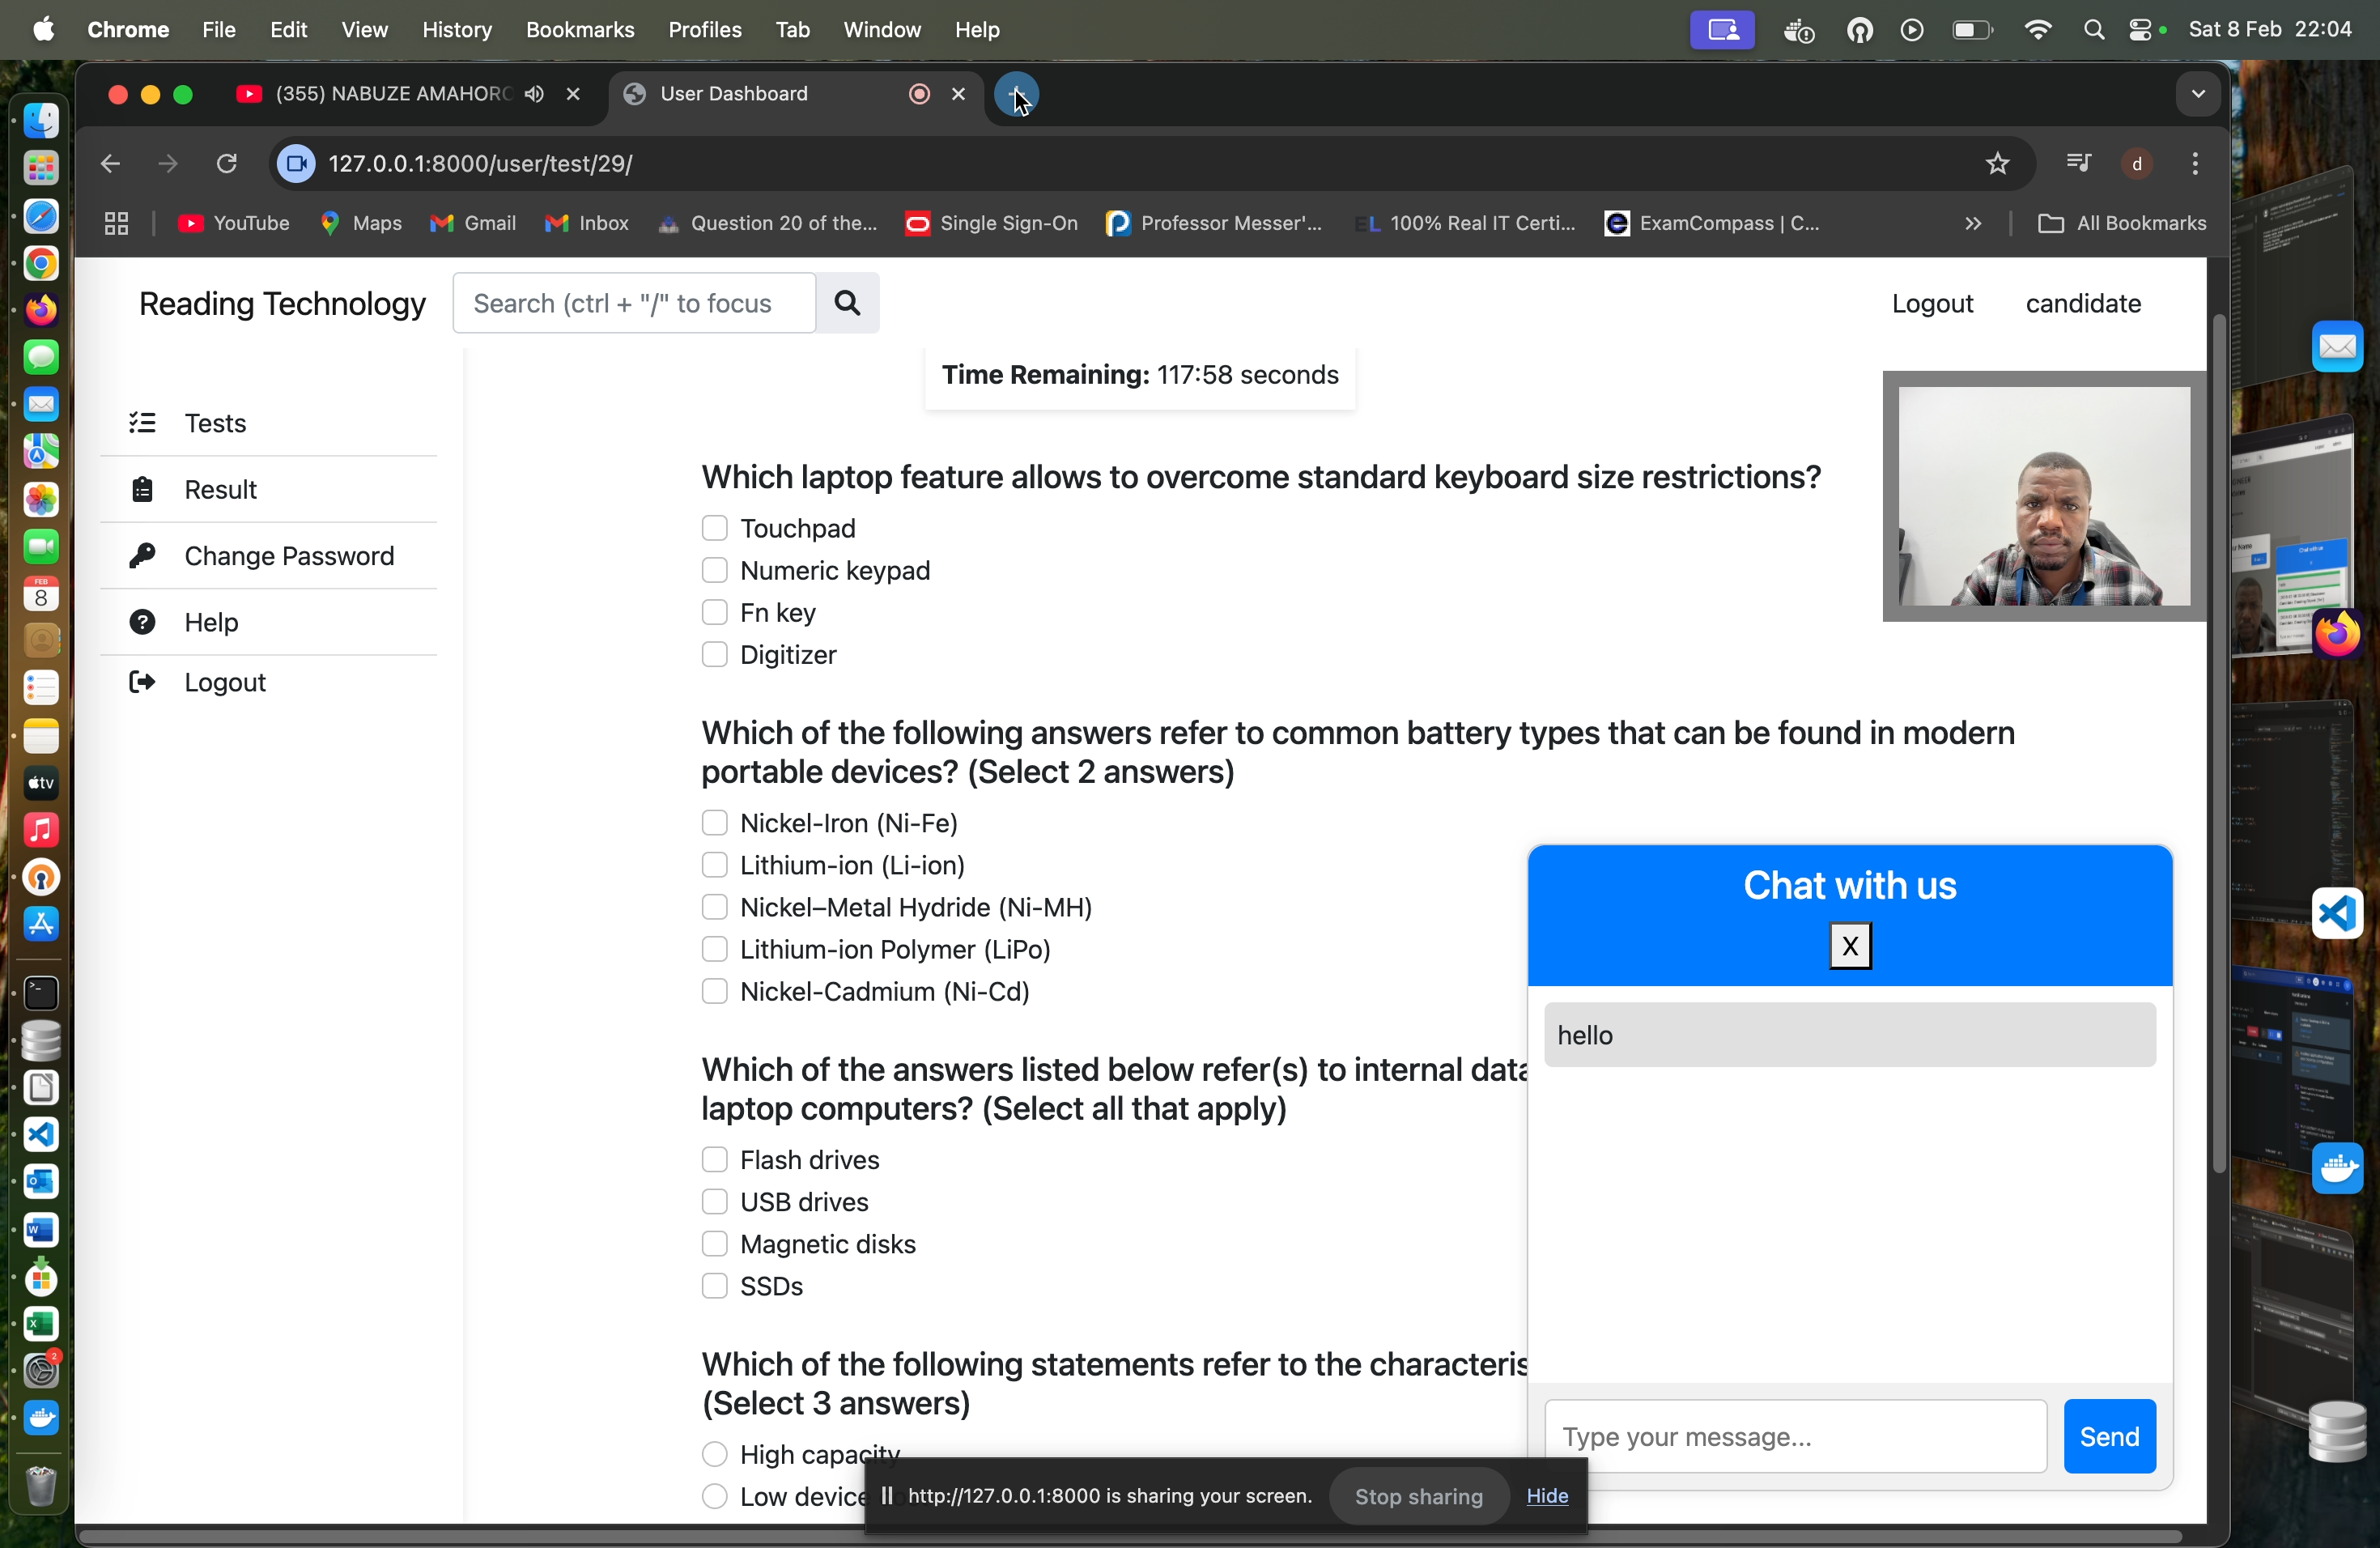 Chrome File Edit View History Bookmarks Profiles Tab Window Help Sat 8 Feb 22:04
(355) NABUZE AMAHORO User Dashboard
127.0.0.1:8000/user/test/29/ d
YouTube Maps Gmail Inbox Question 20 of the... Single Sign-On Professor Messer'... EL 100% Real IT Certi... ExamCompass | C... » All Bookmarks
Reading Technology Search (ctrl + "/" to focus Logout candidate
Time Remaining: 117:58 seconds
Tests
Result
Change Password
Help
Logout
Which laptop feature allows to overcome standard keyboard size restrictions?
Touchpad
Numeric keypad
Fn key
Digitizer
Which of the following answers refer to common battery types that can be found in modern
portable devices? (Select 2 answers)
Nickel-Iron (Ni-Fe)
Lithium-ion (Li-ion)
Nickel–Metal Hydride (Ni-MH)
Lithium-ion Polymer (LiPo)
Nickel-Cadmium (Ni-Cd)
Which of the answers listed below refer(s) to internal data
laptop computers? (Select all that apply)
Flash drives
USB drives
Magnetic disks
SSDs
Which of the following statements refer to the characteris
(Select 3 answers)
High capacity
Low device
Chat with us
X
hello
Type your message... Send
http://127.0.0.1:8000 is sharing your screen. Stop sharing Hide
FEB
8
tv
2